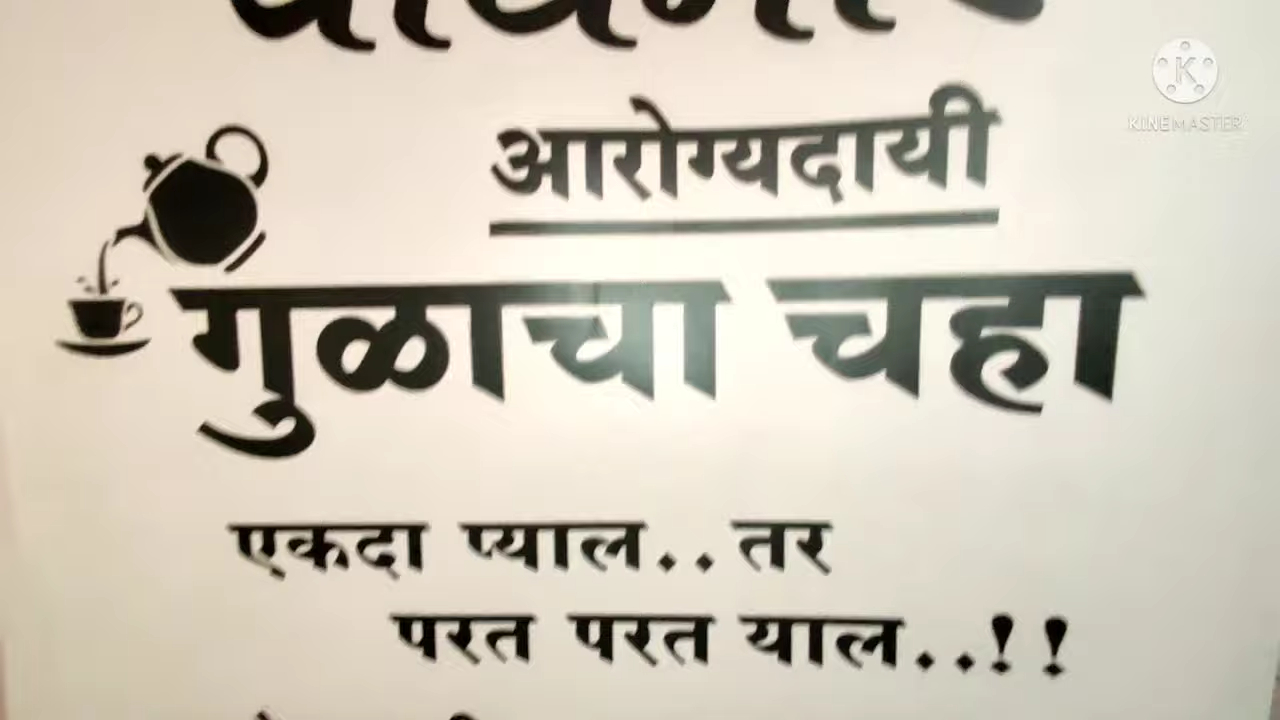 KINEMASTER
आरोग्यदायी
गुळाचा चहा
एकदा प्याल..तर
परत परत याल..!!